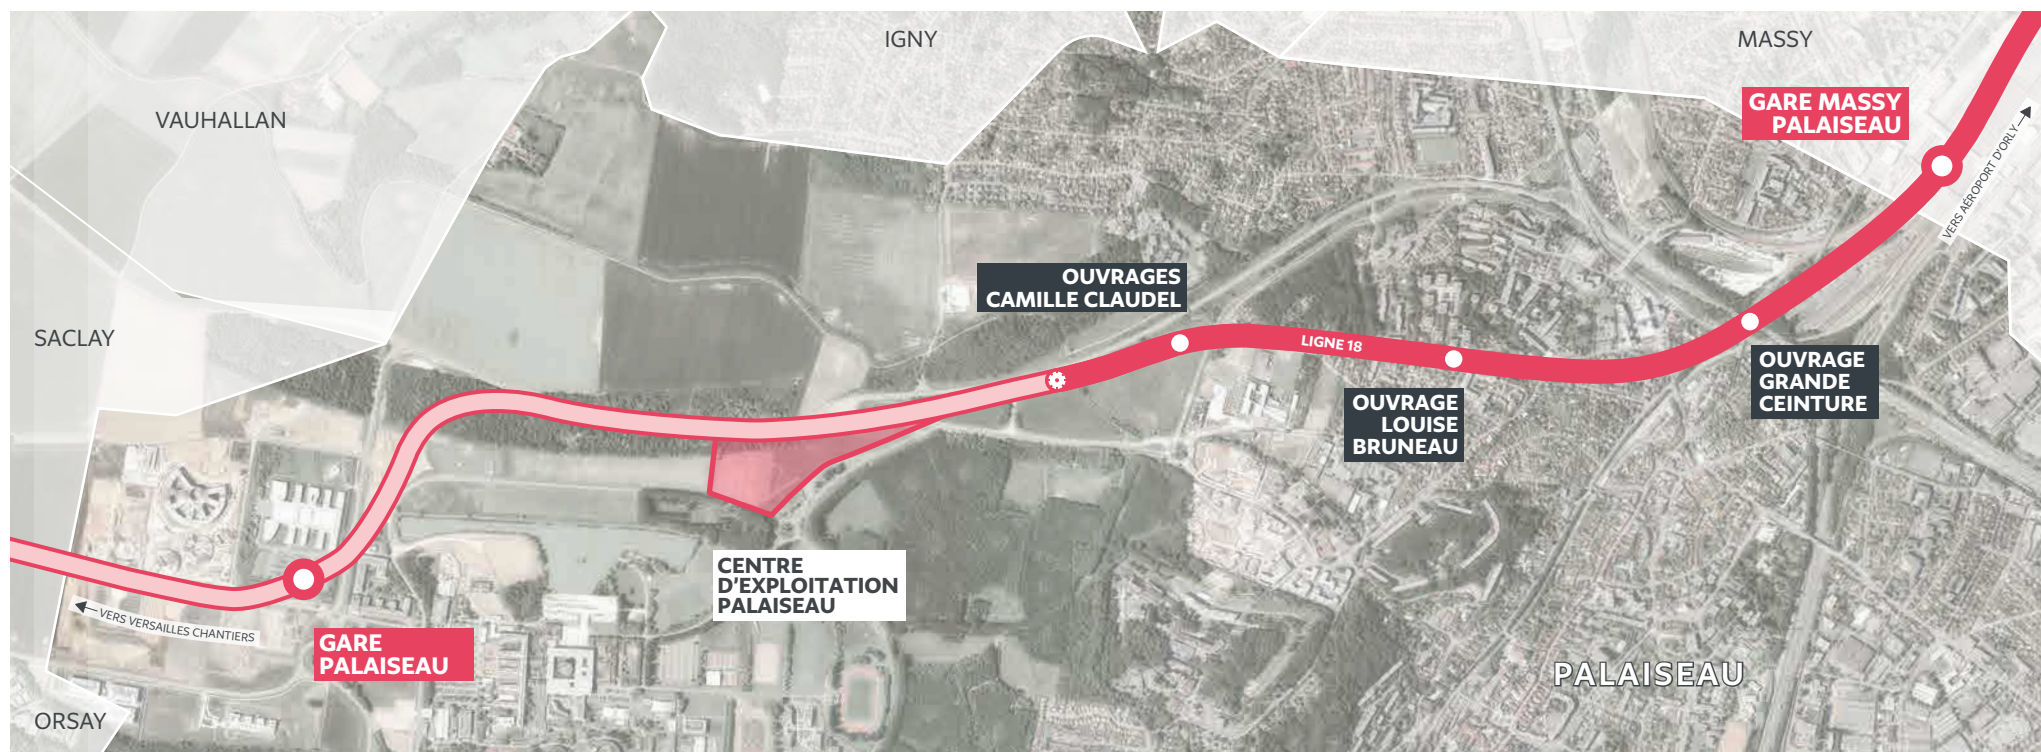 IGNY
MASSY
VAUHALLAN
GARE MASSY
PALAISEAU
VERS AÉROPORT D'ORLY
OUVRAGES
CAMILLE CLAUDEL
SACLAY
LIGNE 18
OUVRAGE
GRANDE
CEINTURE
OUVRAGE
LOUISE
BRUNEAU
CENTRE
D'EXPLOITATION
PALAISEAU
VERS VERSAILLES CHANTIERS
GARE
PALAISEAU
PALAISEAU
ORSAY